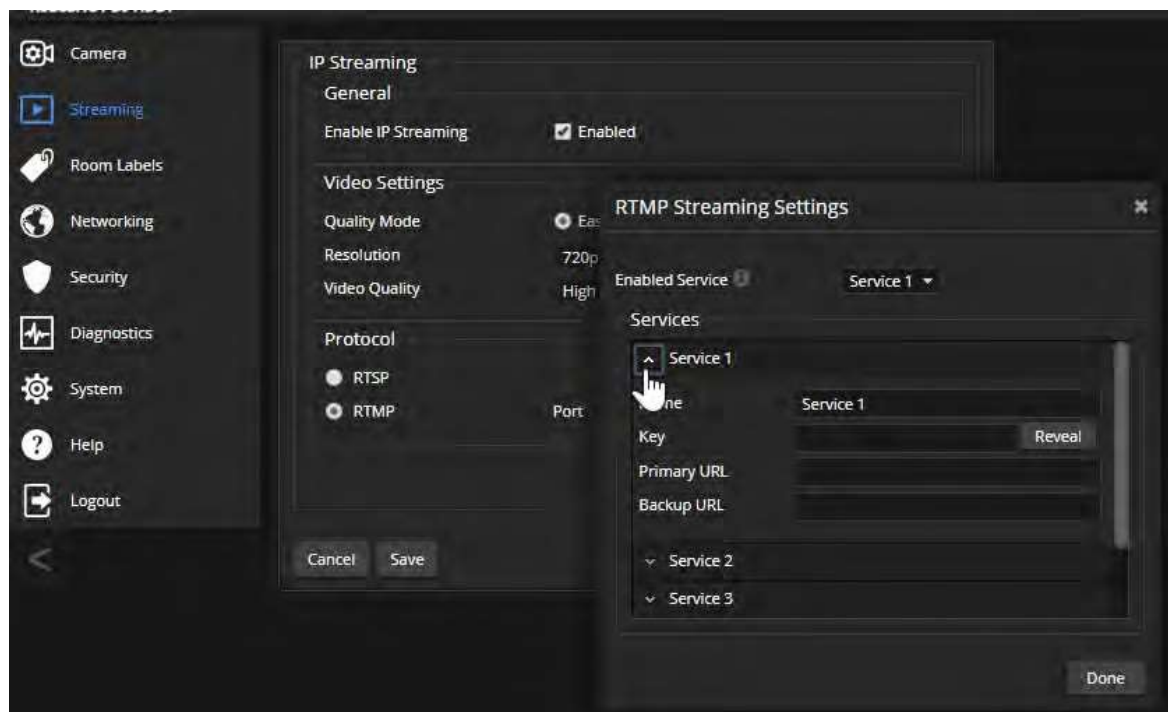 Camera
Streaming
Room Labels
Networking
Security
Diagnostics
System
Help
Logout
IP Streaming
General
Enable IP Streaming Enabled
Video Settings
Quality Mode
Resolution 720p
Video Quality High
Protocol
RTSP
RTMP Port
Cancel Save
RTMP Streaming Settings
Enabled Service Service 1
Services
Service 1
Service 1
Key Reveal
Primary URL
Backup URL
Service 2
Service 3
Done